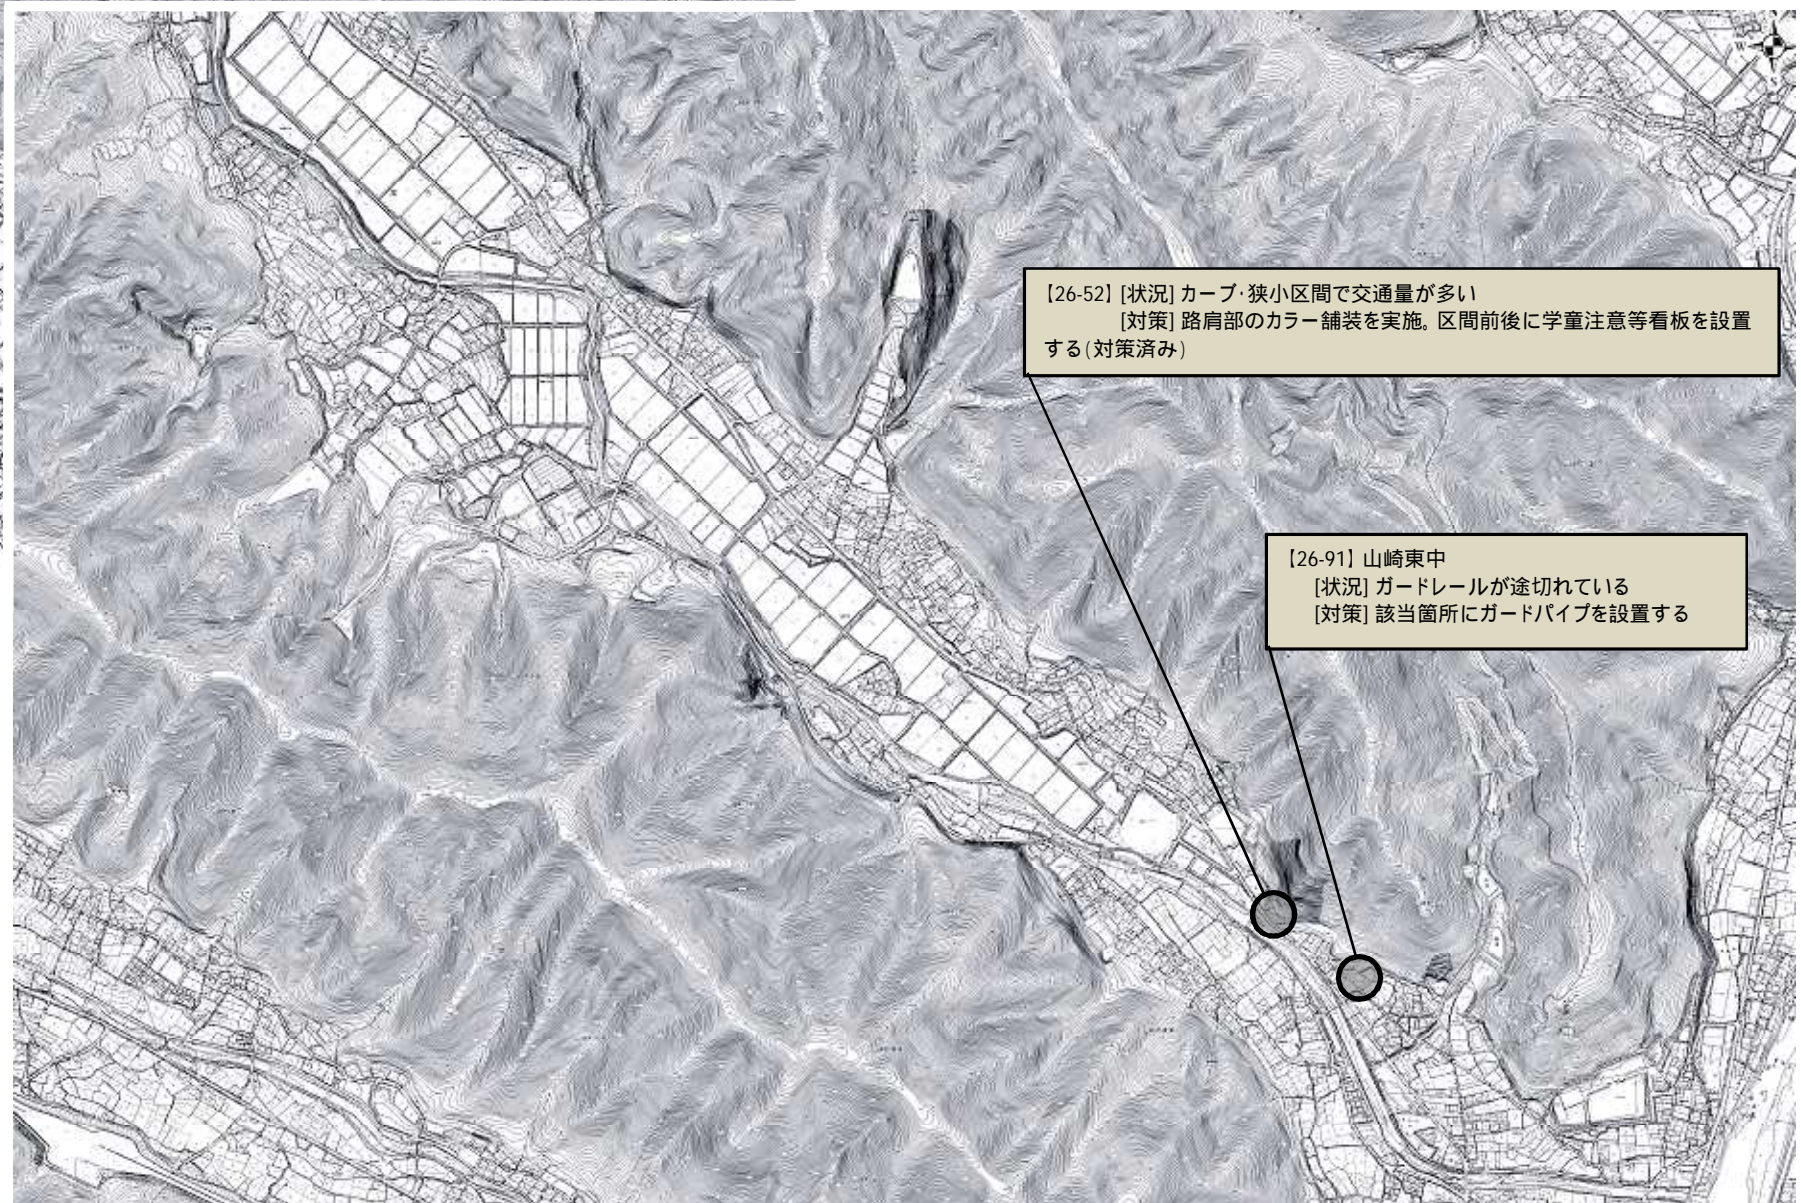 【26-52】 [状況] カーブ･狭小区間で交通量が多い
[対策] 路肩部のカラー舗装を実施。区間前後に学童注意等看板を設置
する(対策済み)
【26-91】 山崎東中
[状況] ガードレールが途切れている
[対策] 該当箇所にガードパイプを設置する